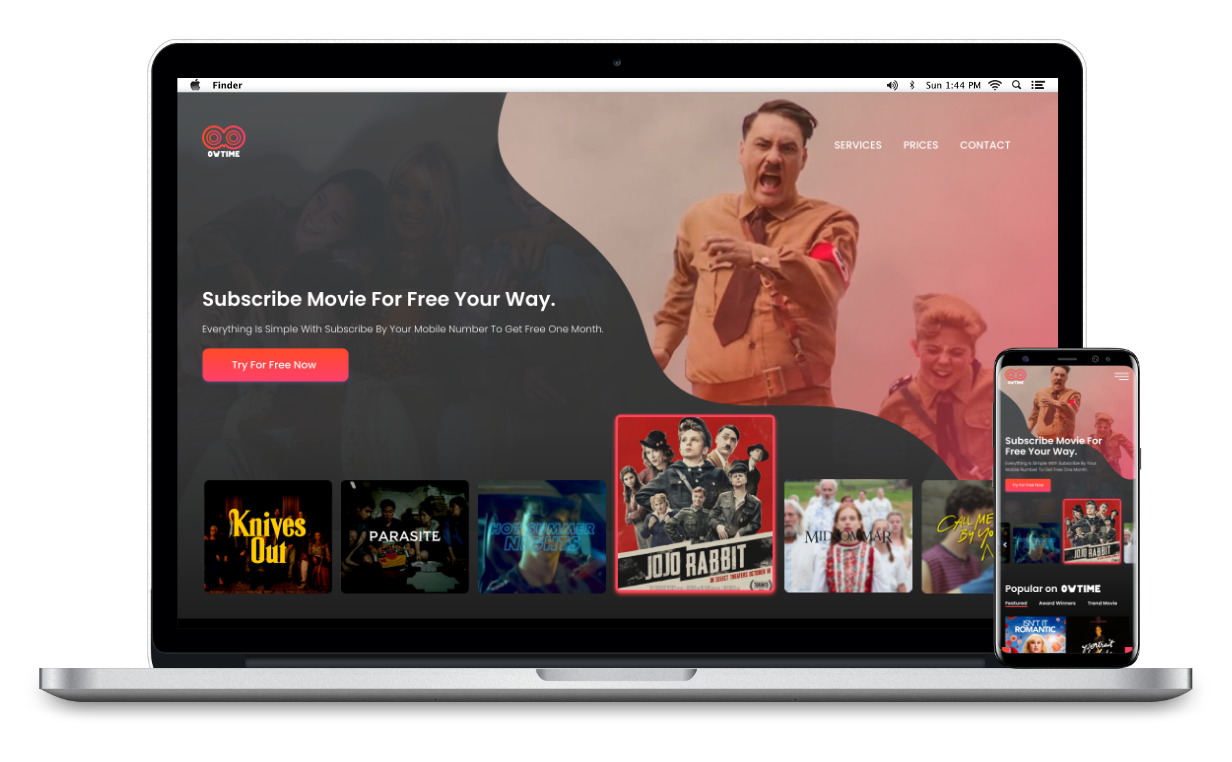 Finder
Sun 1:44 PM
OWTIME
SERVICES
PRICES
CONTACT
Subscribe Movie For Free Your Way.
Everything Is Simple With Subscribe By Your Mobile Number To Get Free One Month.
Try For Free Now
Knives
Out
PARASITE
HOT SUMMER
NIGHTS
JOJO RABBIT
IN SELECT THEATERS OCTOBER 18
MIDSOMMAR
CALL ME
BY YO
OWTIME
Subscribe Movie For
Free Your Way.
Everything Is Simple With Subscribe By Your
Mobile Number To Get Free One Month.
Try For Free Now
JOJO RABBIT
Popular on OWTIME
Featured
Award Winners
Trend Movie
ISN'T IT
ROMANTIC
portrait